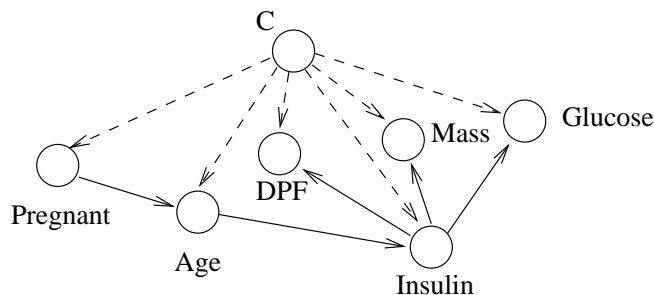 C
Glucose
Mass
DPF
Pregnant
Age
Insulin